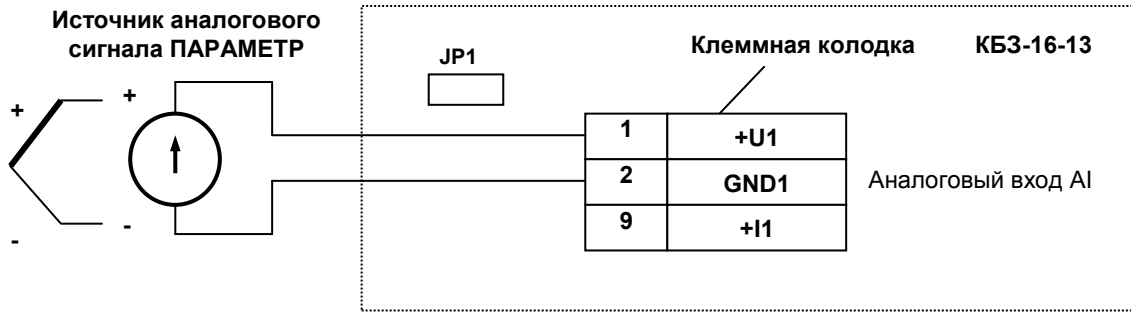 Источник аналогового
сигнала ПАРАМЕТР
JP1
Клеммная колодка
КБЗ-16-13
+
+
1
+U1
2
GND1
Аналоговый вход AI
9
+I1
-
-